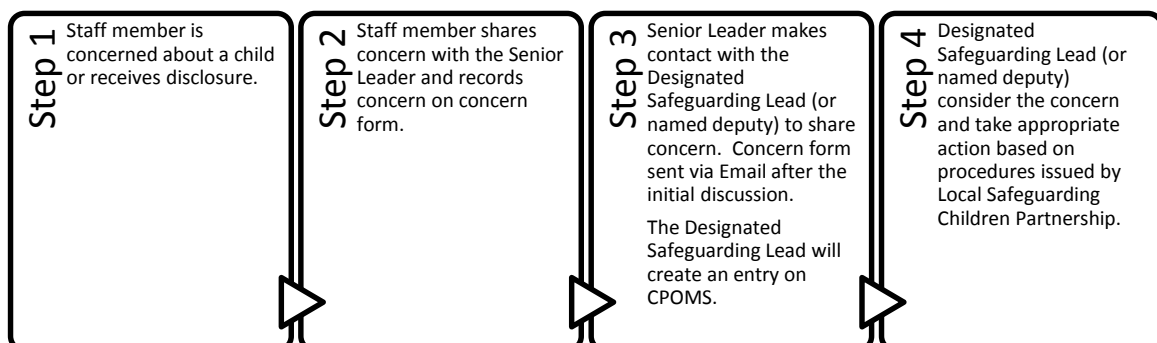 Step 1
Staff member is
concerned about a child
or receives disclosure.
Step 2
Staff member shares
concern with the Senior
Leader and records
concern on concern
form.
Step 3
Senior Leader makes
contact with the
Designated
Safeguarding Lead (or
named deputy) to share
concern.  Concern form
sent via Email after the
initial discussion.
The Designated
Safeguarding Lead will
create an entry on
CPOMS.
Step 4
Designated
Safeguarding Lead (or
named deputy)
consider the concern
and take appropriate
action based on
procedures issued by
Local Safeguarding
Children Partnership.